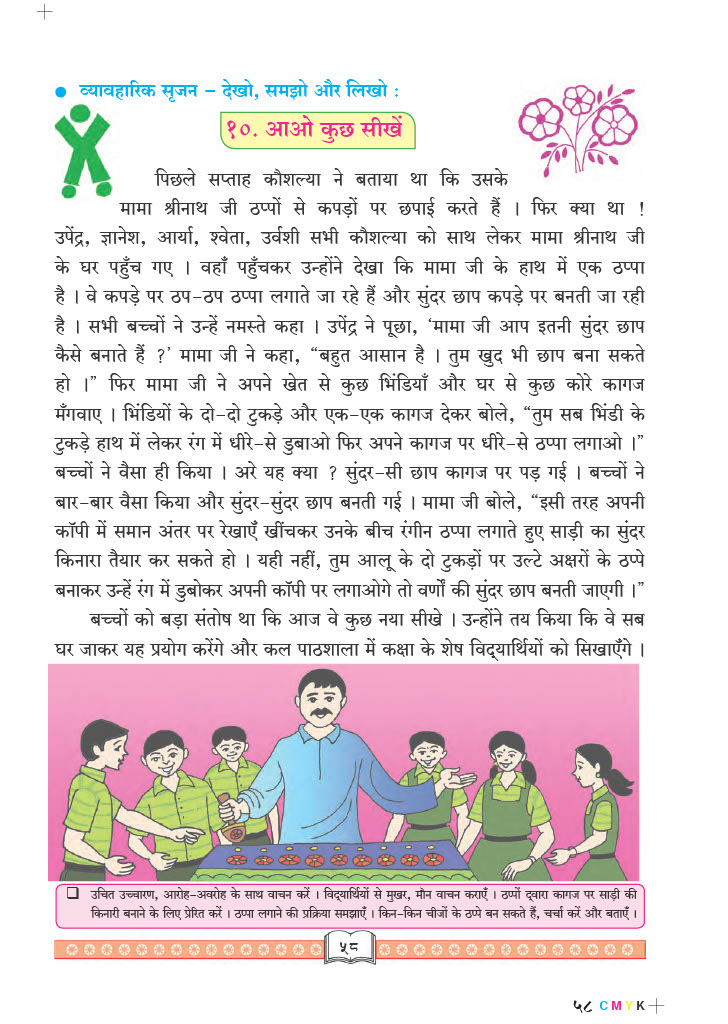 ● व्यावहारिक सृजन – देखो, समझो और लिखो :
१०. आओ कुछ सीखें
पिछले सप्ताह कौशल्या ने बताया था कि उसके
मामा श्रीनाथ जी ठप्पों से कपड़ों पर छपाई करते हैं । फिर क्या था !
उपेंद्र, ज्ञानेश, आर्या, श्वेता, उर्वशी सभी कौशल्या को साथ लेकर मामा श्रीनाथ जी
के घर पहुँच गए । वहाँ पहुँचकर उन्होंने देखा कि मामा जी के हाथ में एक ठप्पा
है । वे कपड़े पर ठप-ठप ठप्पा लगाते जा रहे हैं और सुंदर छाप कपड़े पर बनती जा रही
है । सभी बच्चों ने उन्हें नमस्ते कहा । उपेंद्र ने पूछा, ‘मामा जी आप इतनी सुंदर छाप
कैसे बनाते हैं ?’ मामा जी ने कहा, “बहुत आसान है । तुम खुद भी छाप बना सकते
हो ।” फिर मामा जी ने अपने खेत से कुछ भिंडियाँ और घर से कुछ कोरे कागज
मँगवाए । भिंडियों के दो-दो टुकड़े और एक-एक कागज देकर बोले, “तुम सब भिंडी के
टुकड़े हाथ में लेकर रंग में धीरे-से डुबाओ फिर अपने कागज पर धीरे-से ठप्पा लगाओ ।”
बच्चों ने वैसा ही किया । अरे यह क्या ? सुंदर-सी छाप कागज पर पड़ गई । बच्चों ने
बार-बार वैसा किया और सुंदर-सुंदर छाप बनती गई । मामा जी बोले, “इसी तरह अपनी
कॉपी में समान अंतर पर रेखाएँ खींचकर उनके बीच रंगीन ठप्पा लगाते हुए साड़ी का सुंदर
किनारा तैयार कर सकते हो । यही नहीं, तुम आलू के दो टुकड़ों पर उल्टे अक्षरों के ठप्पे
बनाकर उन्हें रंग में डुबोकर अपनी कॉपी पर लगाओगे तो वर्णों की सुंदर छाप बनती जाएगी ।”
बच्चों को बड़ा संतोष था कि आज वे कुछ नया सीखे । उन्होंने तय किया कि वे सब
घर जाकर यह प्रयोग करेंगे और कल पाठशाला में कक्षा के शेष विद्‌यार्थियों को सिखाएँगे ।
❑ उचित उच्चारण, आरोह-अवरोह के साथ वाचन करें । विद्‌यार्थियों से मुखर, मौन वाचन कराएँ । ठप्पों द्‌वारा कागज पर साड़ी की
किनारी बनाने के लिए प्रेरित करें । ठप्पा लगाने की प्रक्रिया समझाएँ । किन-किन चीजों के ठप्पे बन सकते हैं, चर्चा करें और बताएँ ।
५८
५८ C M Y K